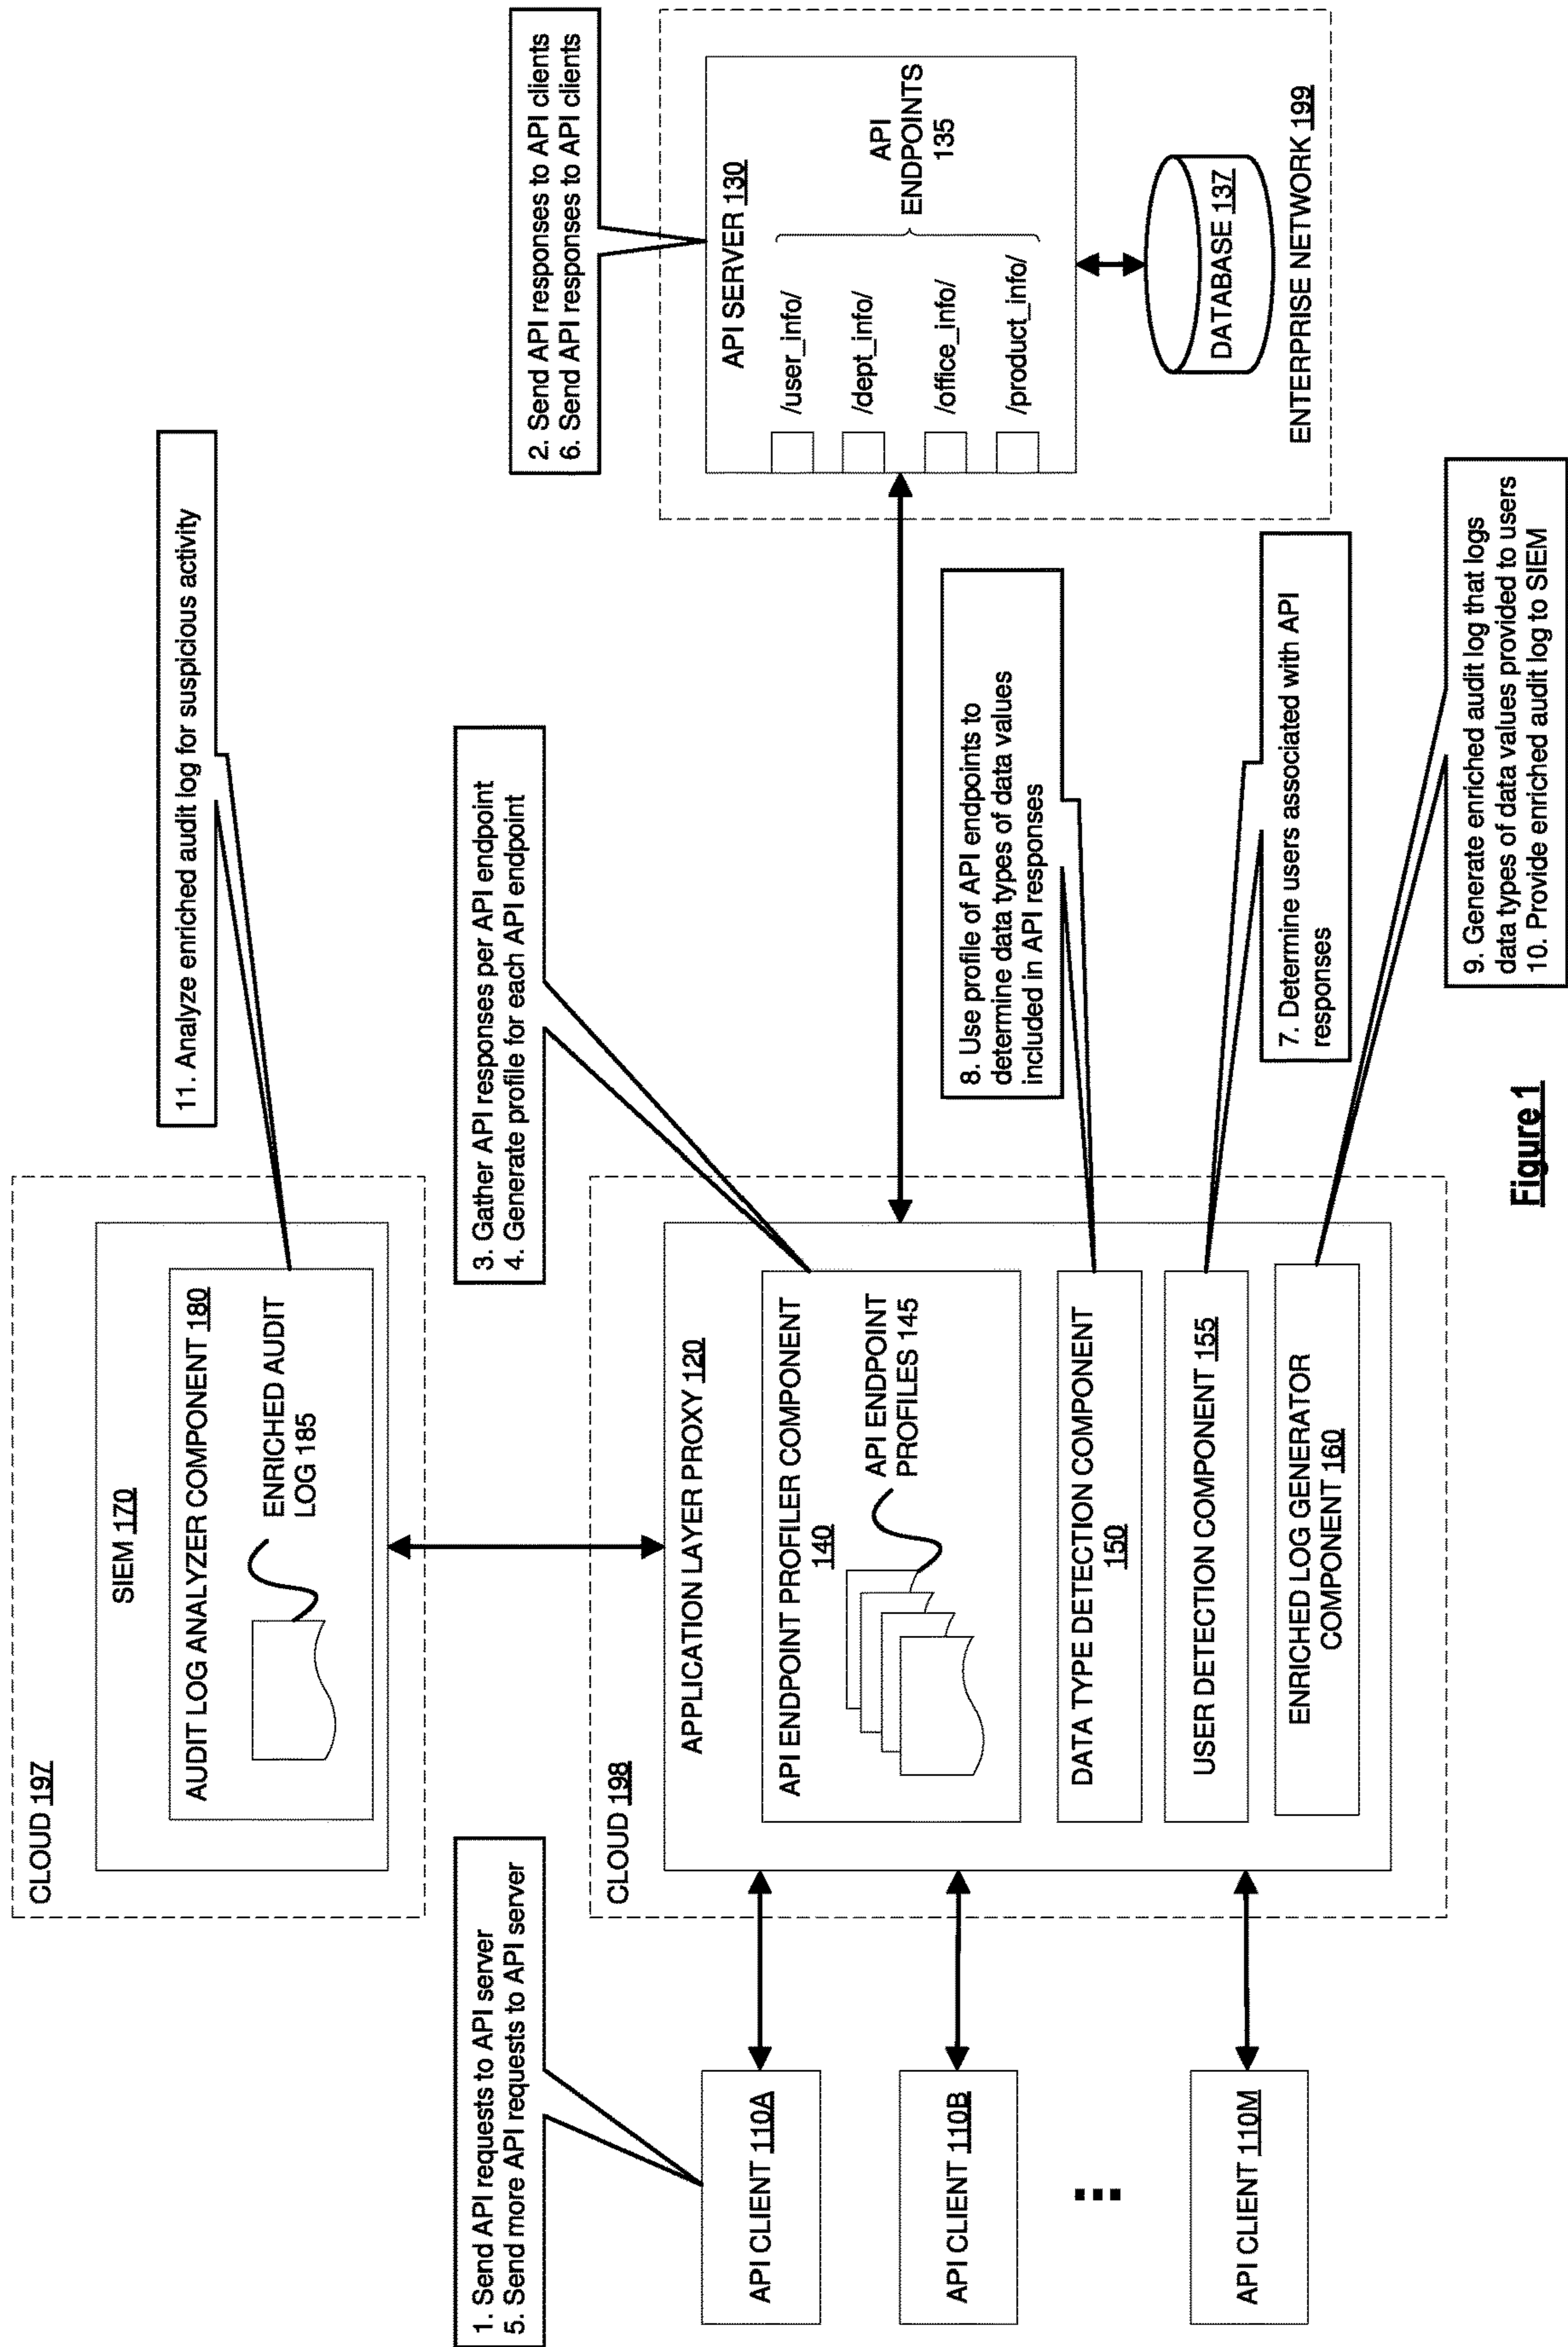 CLOUD 197
SIEM 170
AUDIT LOG ANALYZER COMPONENT 180
ENRICHED AUDIT
LOG 185
11. Analyze enriched audit log for suspicious activity
1. Send API requests to API server
5. Send more API requests to API server
3. Gather API responses per API endpoint
4. Generate profile for each API endpoint
2. Send API responses to API clients
6. Send API responses to API clients
CLOUD 198
APPLICATION LAYER PROXY 120
API ENDPOINT PROFILER COMPONENT
140
API ENDPOINT
PROFILES 145
DATA TYPE DETECTION COMPONENT
150
USER DETECTION COMPONENT 155
ENRICHED LOG GENERATOR
COMPONENT 160
API CLIENT 110A
API CLIENT 110B
API CLIENT 110M
API SERVER 130
/user_info/
/dept_info/
/office_info/
/product_info/
API
ENDPOINTS
135
DATABASE 137
ENTERPRISE NETWORK 199
8. Use profile of API endpoints to
determine data types of data values
included in API responses
7. Determine users associated with API
responses
9. Generate enriched audit log that logs
data types of data values provided to users
10. Provide enriched audit log to SIEM
Figure 1